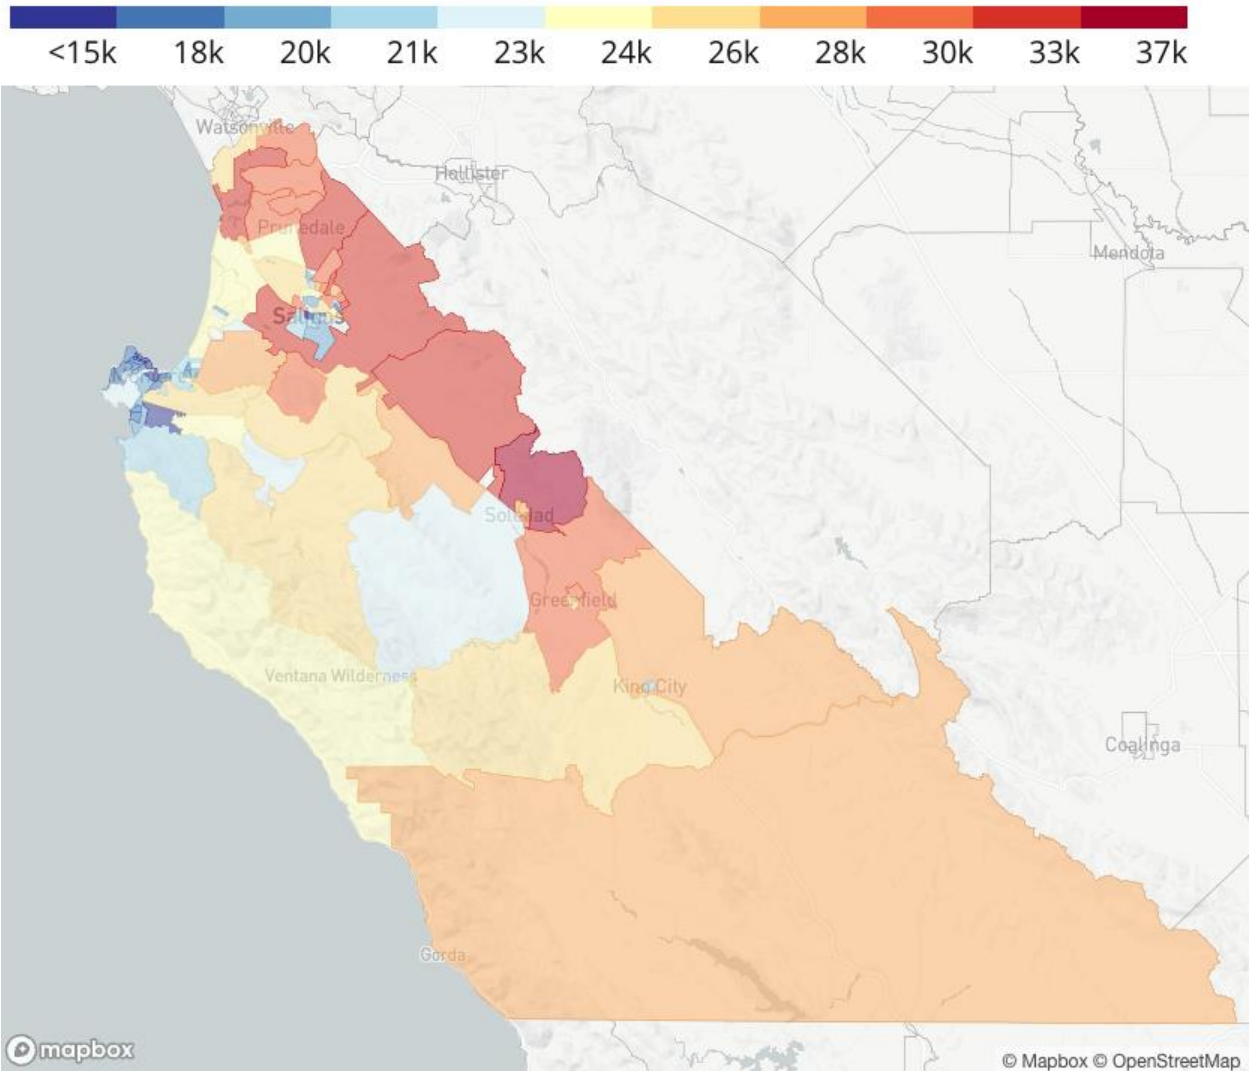 <15k 18k 20k 21k 23k 24k 26k 28k 30k 33k 37k
Watsonville
Hollister
Prunedale
Mendota
Salinas
Soledad
Greenfield
Ventana Wilderness
King City
Coalinga
Gorda
mapbox
© Mapbox © OpenStreetMap